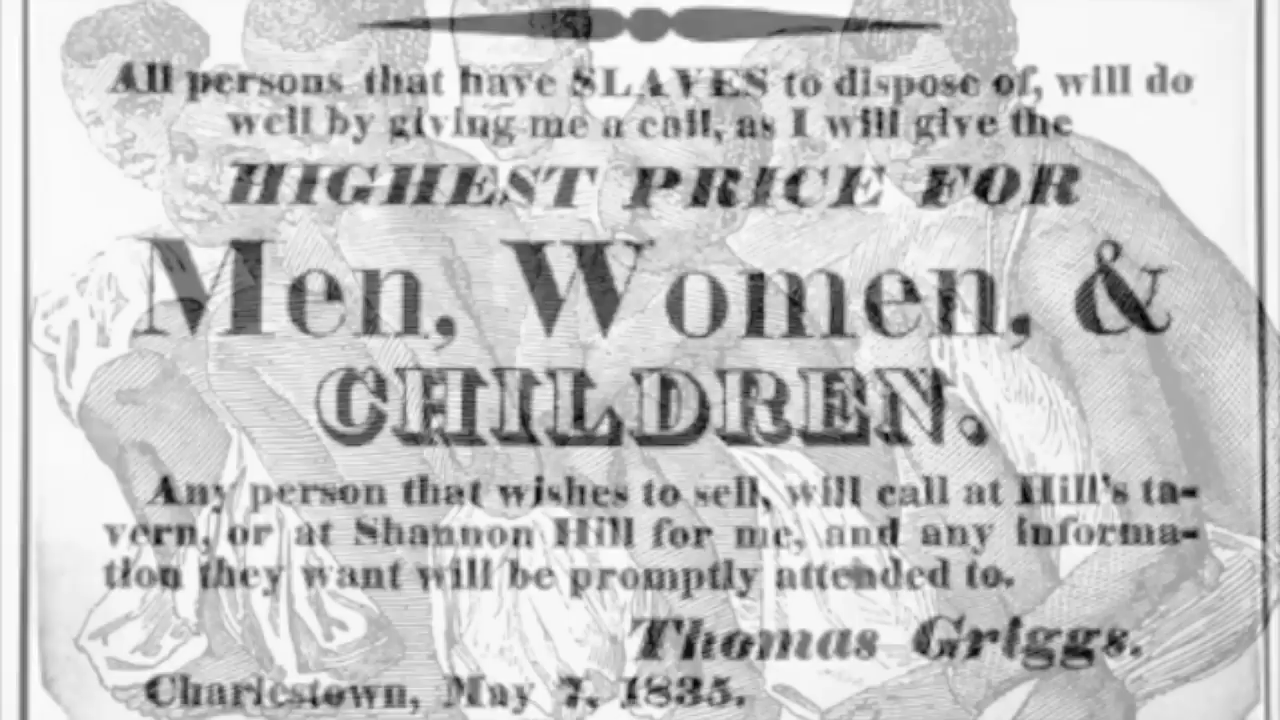 All persons that have SLAVES to dispose of, will do
well by giving me a call, as I will give the
HIGHEST PRICE FOR
Men, Women, &
CHILDREN.
Any person that wishes to sell, will call at Hill's ta-
vern, or at Shannon Hill for me, and any informa-
tion they want will be promptly attended to.
Thomas Griggs.
Charlestown, May 7, 1835.